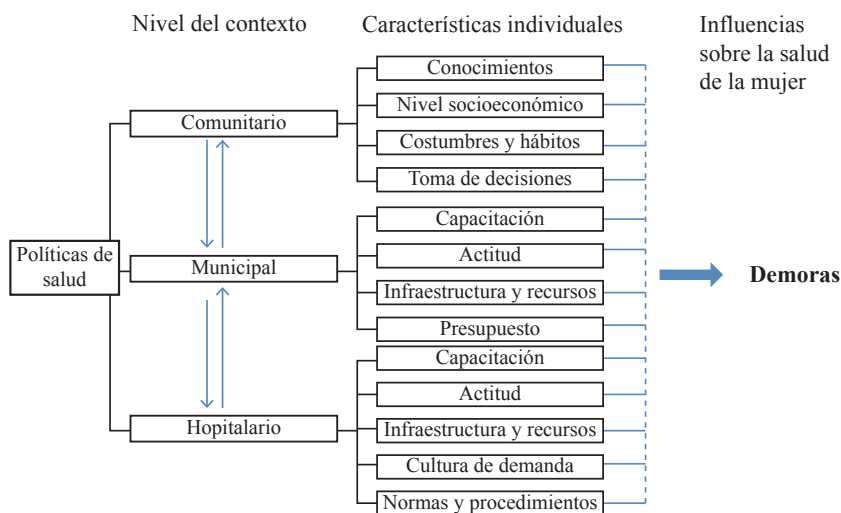 Nivel del contexto
Características individuales
Influencias
sobre la salud
de la mujer
Políticas de
salud
Comunitario
Conocimientos
Nivel socioeconómico
Costumbres y hábitos
Toma de decisiones
Municipal
Capacitación
Actitud
Infraestructura y recursos
Presupuesto
Hopitalario
Capacitación
Actitud
Infraestructura y recursos
Cultura de demanda
Normas y procedimientos
Demoras